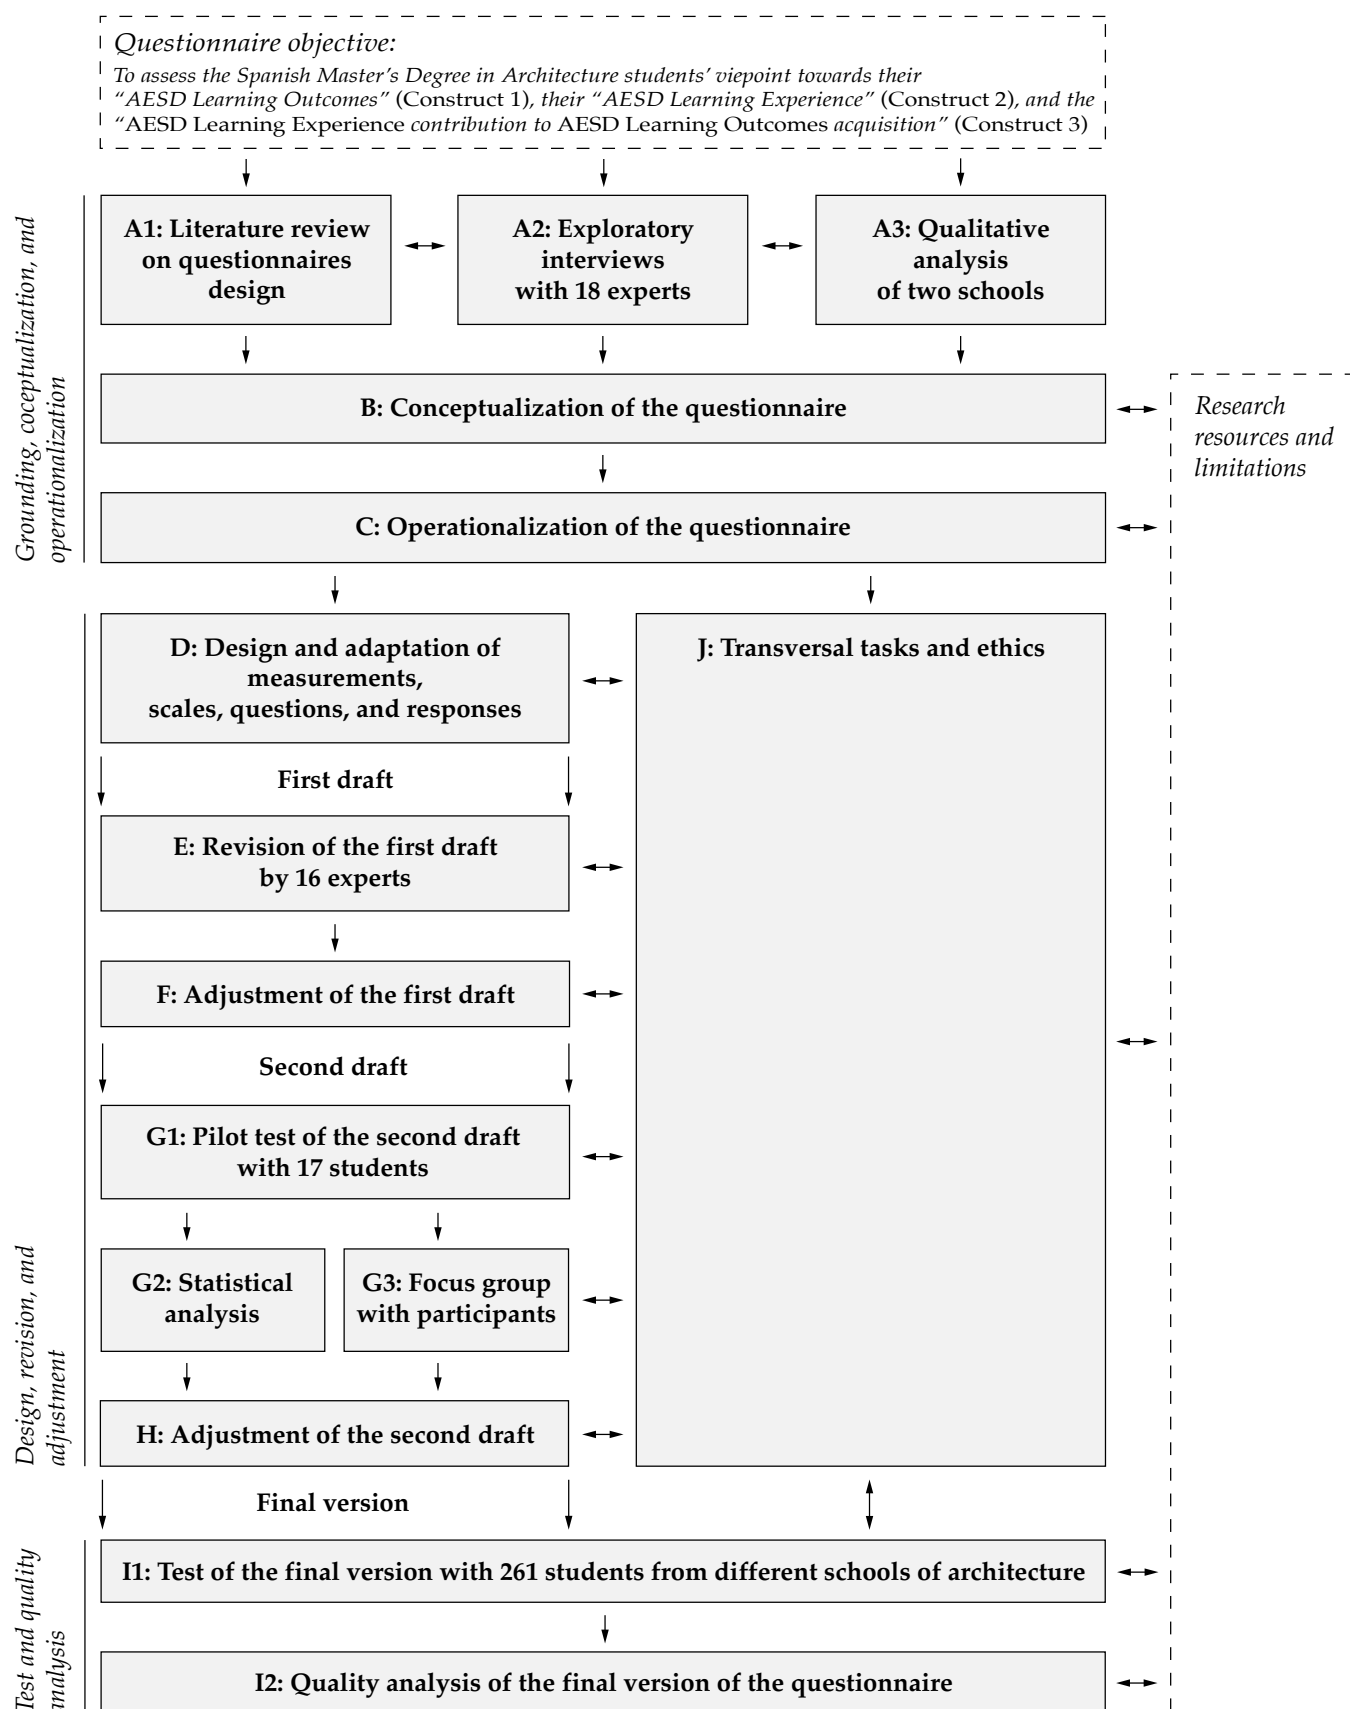 Questionnaire objective:
To assess the Spanish Master's Degree in Architecture students' viepoint towards their
“AESD Learning Outcomes” (Construct 1), their “AESD Learning Experience” (Construct 2), and the
“AESD Learning Experience contribution to AESD Learning Outcomes acquisition” (Construct 3)
Grounding, coceptualization, and
operationalization
A1: Literature review
on questionnaires
design
A2: Exploratory
interviews
with 18 experts
A3: Qualitative
analysis
of two schools
B: Conceptualization of the questionnaire
Research
resources and
limitations
C: Operationalization of the questionnaire
Design, revision, and
adjustment
D: Design and adaptation of
measurements,
scales, questions, and responses
J: Transversal tasks and ethics
First draft
E: Revision of the first draft
by 16 experts
F: Adjustment of the first draft
Second draft
G1: Pilot test of the second draft
with 17 students
G2: Statistical
analysis
G3: Focus group
with participants
H: Adjustment of the second draft
Final version
Test and quality
analysis
I1: Test of the final version with 261 students from different schools of architecture
I2: Quality analysis of the final version of the questionnaire